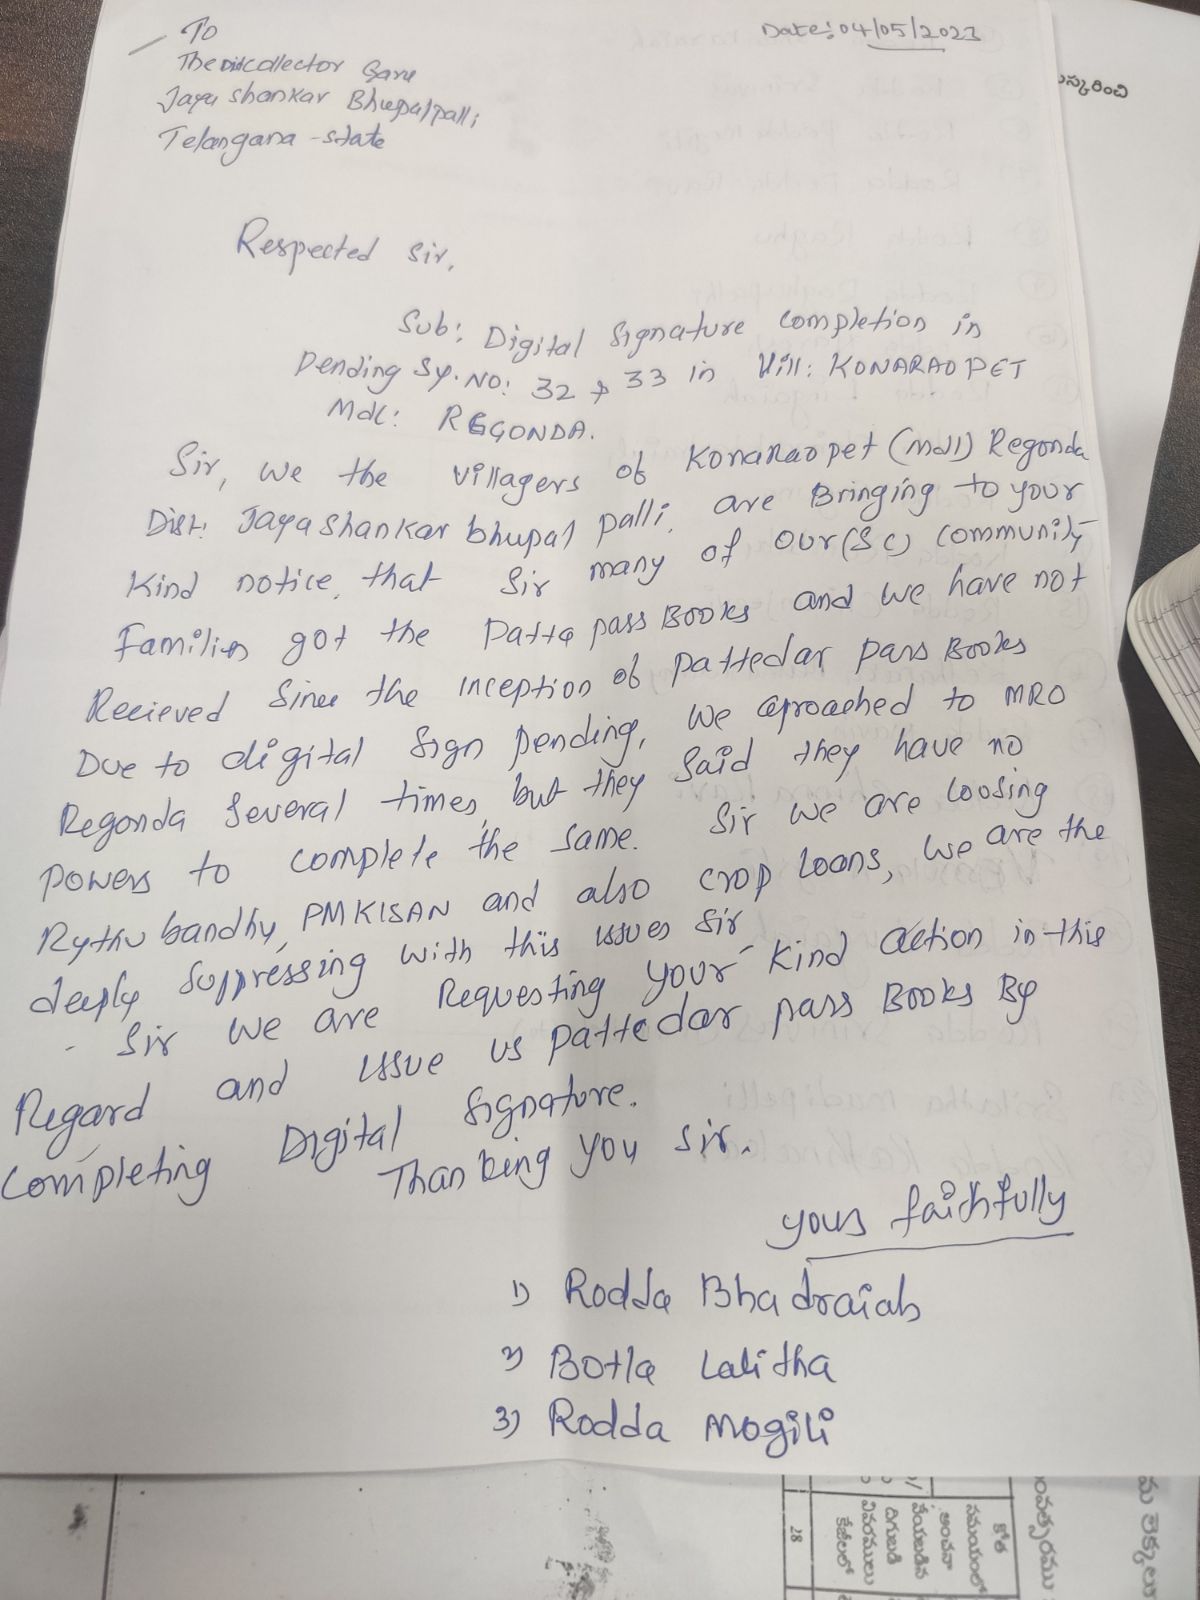 Date: 04/05/2023
To
The Dist collector Garu
Jaya shankar Bhupalpalli
Telangana - state
Respected Sir,
Sub: Digital Signature completion in
Pending Sy.No: 32 & 33 in Vill: KONARAOPET
Mdl: REGONDA.
Sir, we the villagers of Konaraopet (Mdl) Regonda
Dist: Jayashankar bhupal palli. are Bringing to your
Kind notice, that Sir many of our (SC) Community
Families got the Patta pass Books and we have not
Recieved Since the inception of pattedar pass Books
Due to digital sign pending, we aproached to MRO
Regonda Several times, but they said they have no
Powers to complete the same. Sir we are loosing
Rythu bandhy, PMKISAN and also crop loans, we are the
deeply suppressing with this issues sir
- Sir we are Requesting your kind action in this
Regard and issue us pattedar pass Books By
completing Digital Signature.
Thanking you sir.
yous faithfully
1) Rodda Bhadraiah
2) Botla Lalitha
3) Rodda Mogili
స్కరించి
28